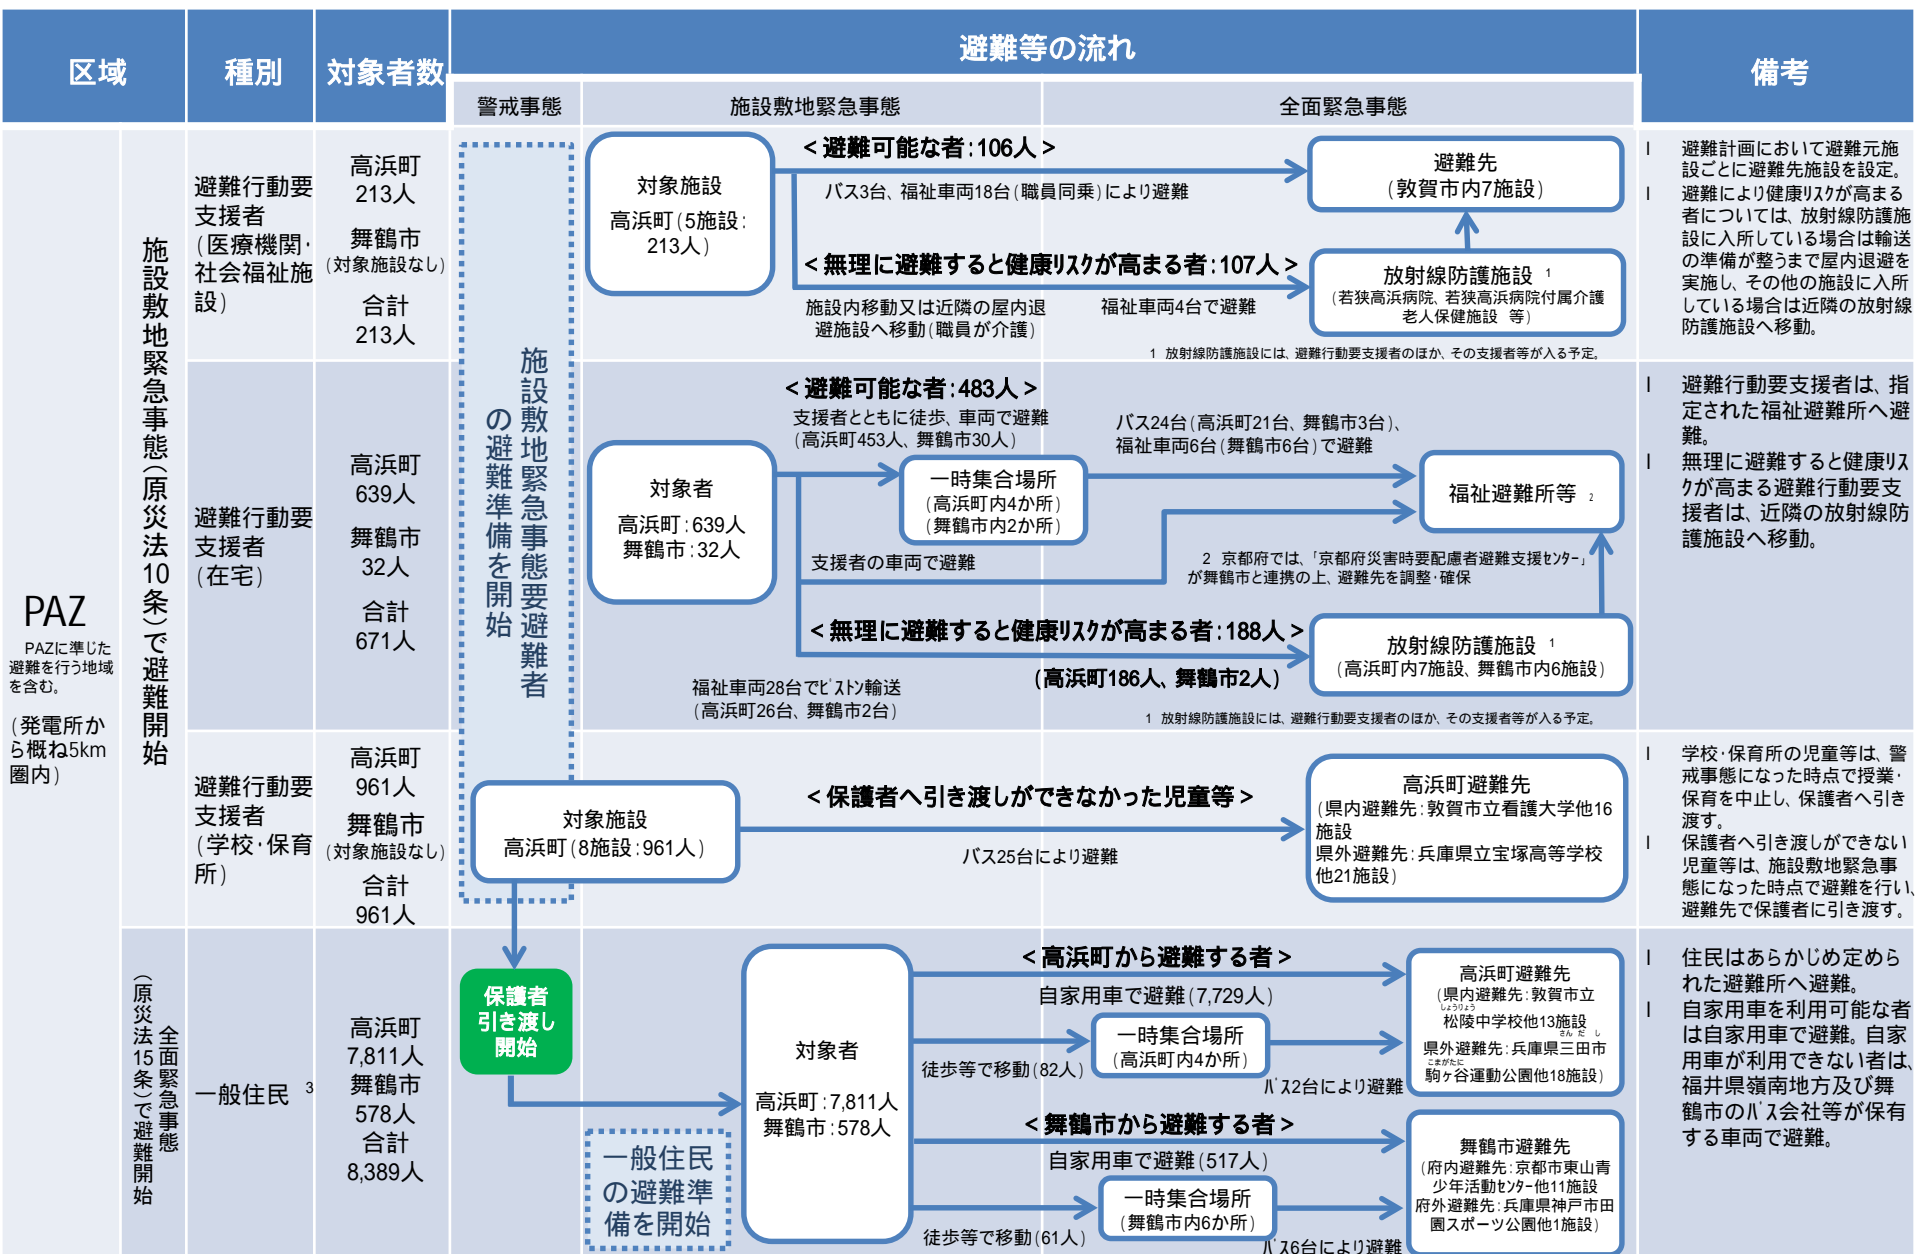 区域
種別
対象者数
避難等の流れ
備考
警戒事態
施設敷地緊急事態
全面緊急事態
PAZ
PAZに準じた
避難を行う地域
を含む。
(発電所か
ら概ね5km
圏内)
施設敷地緊急事態(原災法10条)で避難開始
避難行動要
支援者
(医療機関・
社会福祉施
設)
高浜町
213人
舞鶴市
(対象施設なし)
合計
213人
施設敷地緊急事態要避難者
の避難準備を開始
対象施設
高浜町(5施設:
213人)
<避難可能な者:106人>
バス3台、福祉車両18台(職員同乗)により避難
避難先
(敦賀市内7施設)
<無理に避難すると健康リスクが高まる者:107人>
施設内移動又は近隣の屋内退
避施設へ移動(職員が介護)
福祉車両4台で避難
放射線防護施設 1
(若狭高浜病院、若狭高浜病院付属介護
老人保健施設 等)
1 放射線防護施設には、避難行動要支援者のほか、その支援者等が入る予定。
l 避難計画において避難元施
設ごとに避難先施設を設定。
l 避難により健康リスクが高まる
者については、放射線防護施
設に入所している場合は輸送
の準備が整うまで屋内退避を
実施し、その他の施設に入所
している場合は近隣の放射線
防護施設へ移動。
避難行動要
支援者
(在宅)
高浜町
639人
舞鶴市
32人
合計
671人
対象者
高浜町:639人
舞鶴市:32人
<避難可能な者:483人>
支援者とともに徒歩、車両で避難
(高浜町453人、舞鶴市30人)
一時集合場所
(高浜町内4か所)
(舞鶴市内2か所)
バス24台(高浜町21台、舞鶴市3台)、
福祉車両6台(舞鶴市6台)で避難
福祉避難所等 2
支援者の車両で避難
2 京都府では、「京都府災害時要配慮者避難支援センター」
が舞鶴市と連携の上、避難先を調整・確保
<無理に避難すると健康リスクが高まる者:188人>
(高浜町186人、舞鶴市2人)
福祉車両28台でピストン輸送
(高浜町26台、舞鶴市2台)
放射線防護施設 1
(高浜町内7施設、舞鶴市内6施設)
1 放射線防護施設には、避難行動要支援者のほか、その支援者等が入る予定。
l 避難行動要支援者は、指
定された福祉避難所へ避
難。
l 無理に避難すると健康リス
クが高まる避難行動要支
援者は、近隣の放射線防
護施設へ移動。
避難行動要
支援者
(学校・保育
所)
高浜町
961人
舞鶴市
(対象施設なし)
合計
961人
対象施設
高浜町(8施設:961人)
<保護者へ引き渡しができなかった児童等>
バス25台により避難
高浜町避難先
(県内避難先:敦賀市立看護大学他16
施設
県外避難先:兵庫県立宝塚高等学校
他21施設)
l 学校・保育所の児童等は、警
戒事態になった時点で授業・
保育を中止し、保護者へ引き
渡す。
l 保護者へ引き渡しができない
児童等は、施設敷地緊急事
態になった時点で避難を行い、
避難先で保護者に引き渡す。
全面緊急事態
(原災法15条)で避難開始
一般住民 3
高浜町
7,811人
舞鶴市
578人
合計
8,389人
保護者
引き渡し
開始
一般住民
の避難準
備を開始
対象者
高浜町:7,811人
舞鶴市:578人
<高浜町から避難する者>
自家用車で避難(7,729人)
徒歩等で移動(82人)
一時集合場所
(高浜町内4か所)
バス2台により避難
高浜町避難先
(県内避難先:敦賀市立
しょうりょう
松陵中学校他13施設
さんだし
県外避難先:兵庫県三田市
こまがたに
駒ヶ谷運動公園他18施設)
<舞鶴市から避難する者>
自家用車で避難(517人)
徒歩等で移動(61人)
一時集合場所
(舞鶴市内6か所)
バス6台により避難
舞鶴市避難先
(府内避難先:京都市東山青
少年活動センター他11施設
府外避難先:兵庫県神戸市田
園スポーツ公園他1施設)
l 住民はあらかじめ定めら
れた避難所へ避難。
l 自家用車を利用可能な者
は自家用車で避難。自家
用車が利用できない者は、
福井県嶺南地方及び舞
鶴市のバス会社等が保有
する車両で避難。